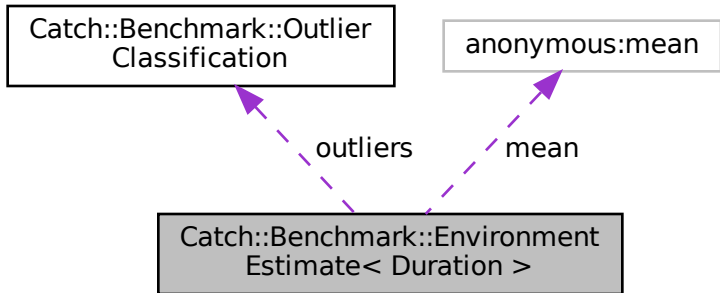 Catch::Benchmark::Outlier
Classification
anonymous:mean
outliers
mean
Catch::Benchmark::Environment
Estimate< Duration >